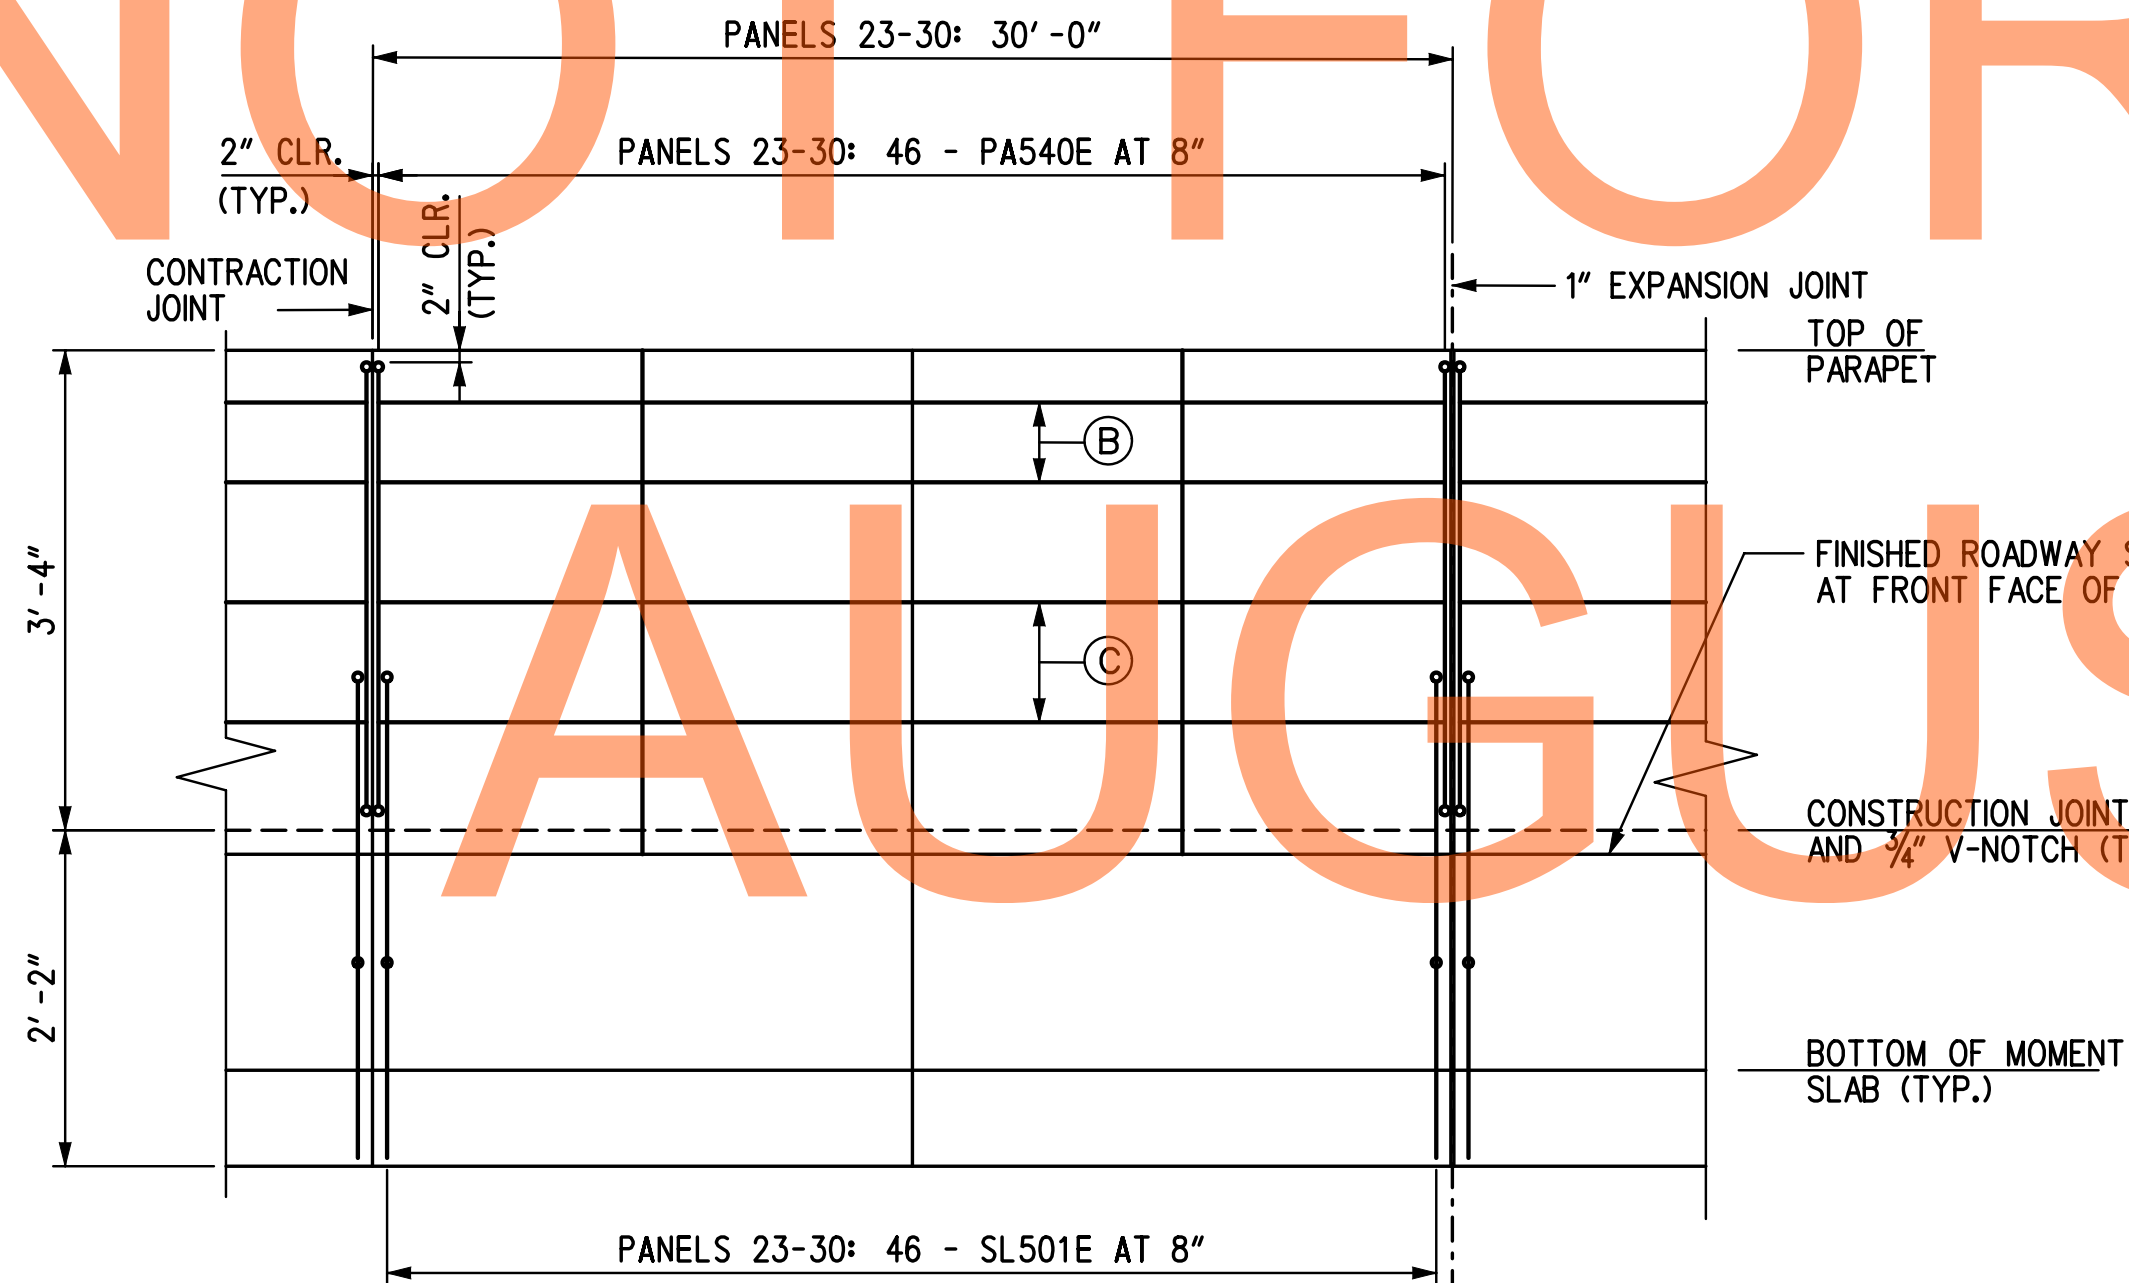 NOT FOR
PANELS 23-30: 30'-0"
2" CLR.
(TYP.)
PANELS 23-30: 46 - PA540E AT 8"
2" CLR.
(TYP.)
CONTRACTION
JOINT
1" EXPANSION JOINT
TOP OF
PARAPET
B
3'-4"
FINISHED ROADWAY
AT FRONT FACE OF
C
AUGUS
CONSTRUCTION JOINT
AND 3/4" V-NOTCH (T
2'-2"
BOTTOM OF MOMENT
SLAB (TYP.)
PANELS 23-30: 46 - SL501E AT 8"